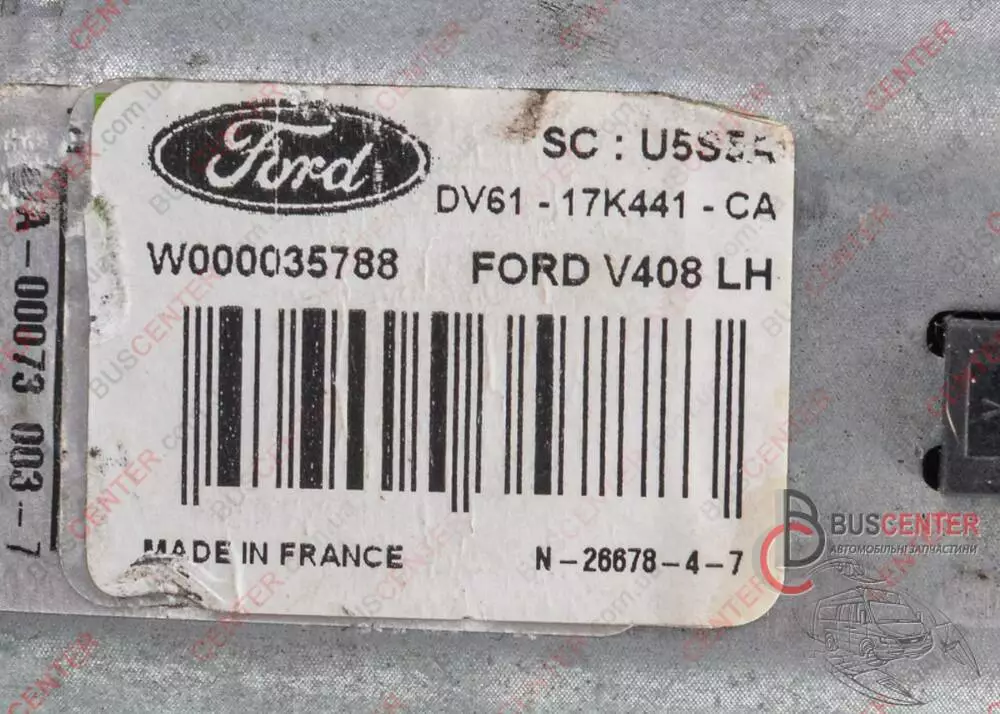 Ford
SC : U5S5A
DV61 - 17K441 - CA
W000035788
FORD V408 LH
MADE IN FRANCE
N-26678-4-7
A-00073 003-7
BUSCENTER
АВТОМОБІЛЬНІ ЗАПЧАСТИНИ